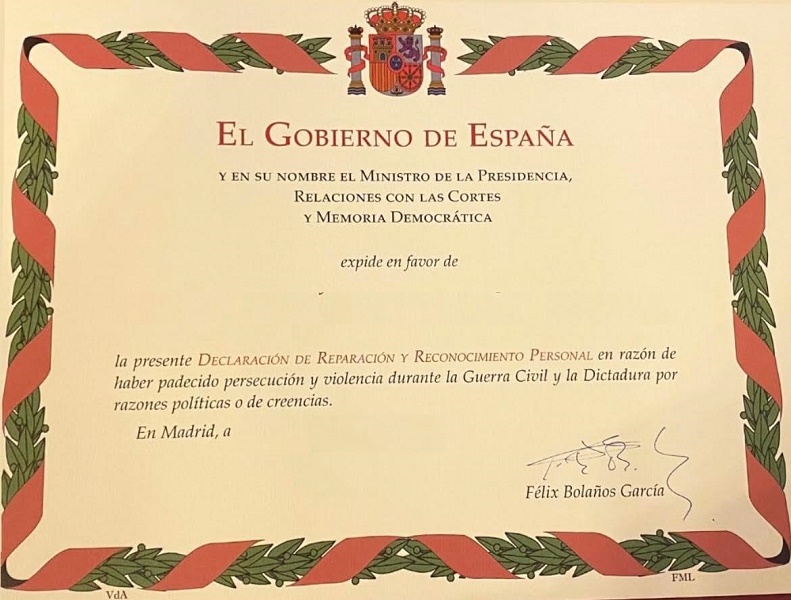 EL GOBIERNO DE ESPAÑA
Y EN SU NOMBRE EL MINISTRO DE LA PRESIDENCIA,
RELACIONES CON LAS CORTES
Y MEMORIA DEMOCRÁTICA
expide en favor de
la presente DECLARACIÓN DE REPARACIÓN Y RECONOCIMIENTO PERSONAL en razón de
haber padecido persecución y violencia durante la Guerra Civil y la Dictadura por
razones políticas o de creencias.
En Madrid, a
Félix Bolaños García
VdA
FML